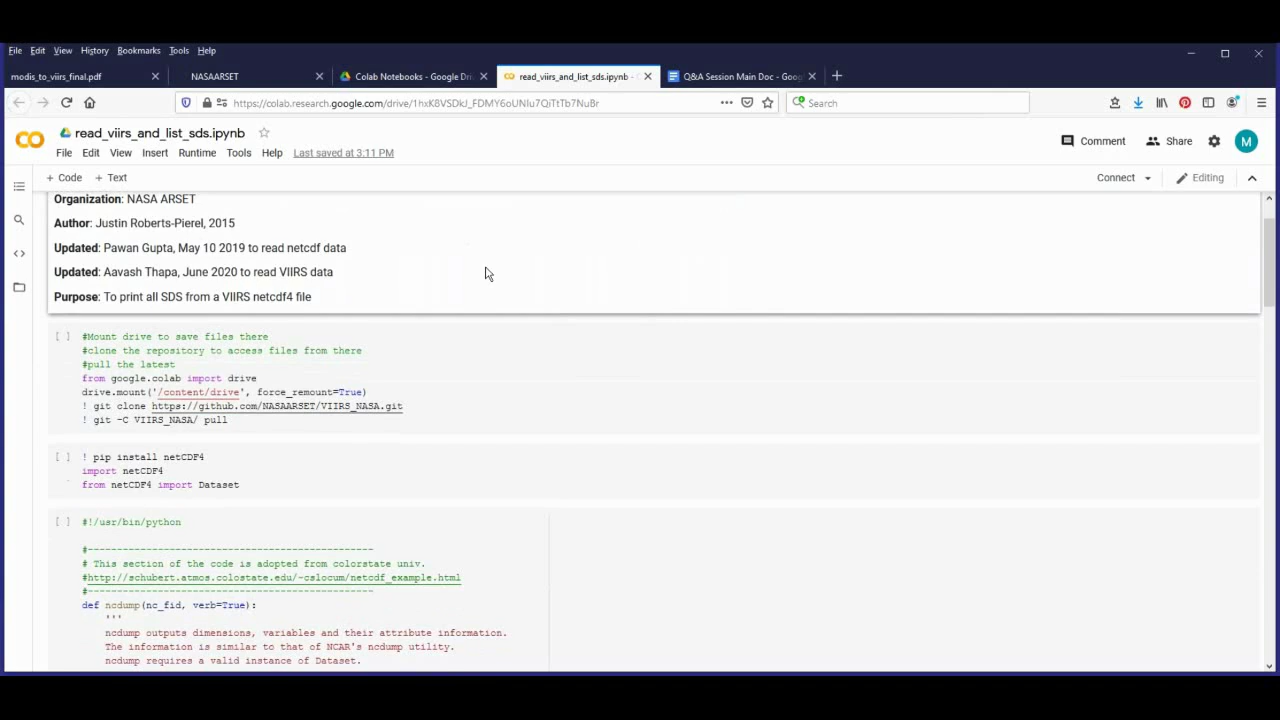 File Edit View History Bookmarks Tools Help
modis_to_viirs_final.pdf NASAARSET Colab Notebooks - Google Dri read_viirs_and_list_sds.ipynb - C Q&A Session Main Doc - Goog
https://colab.research.google.com/drive/ Search
read_viirs_and_list_sds.ipynb
Comment Share M
File Edit View Insert Runtime Tools Help Last saved at 3:11 PM
+ Code + Text Connect Editing
Organization: NASA ARSET
Author: Justin Roberts-Pierel, 2015
Updated: Pawan Gupta, May 10 2019 to read netcdf data
Updated: Aavash Thapa, June 2020 to read VIIRS data
Purpose: To print all SDS from a VIIRS netcdf4 file
[ ] #Mount drive to save files there
#clone the repository to access files from there
#pull the latest
from google.colab import drive
drive.mount('/content/drive', force_remount=True)
! git clone https://github.com/NASAARSET/VIIRS_NASA.git
! git -C VIIRS_NASA/ pull
[ ] ! pip install netCDF4
import netCDF4
from netCDF4 import Dataset
[ ] #!/usr/bin/python
#------------------------------------------------
# This section of the code is adopted from colorstate univ.
#http://schubert.atmos.colostate.edu/~cslocum/netcdf_example.html
#------------------------------------------------
def ncdump(nc_fid, verb=True):
'''
ncdump outputs dimensions, variables and their attribute information.
The information is similar to that of NCAR's ncdump utility.
ncdump requires a valid instance of Dataset.